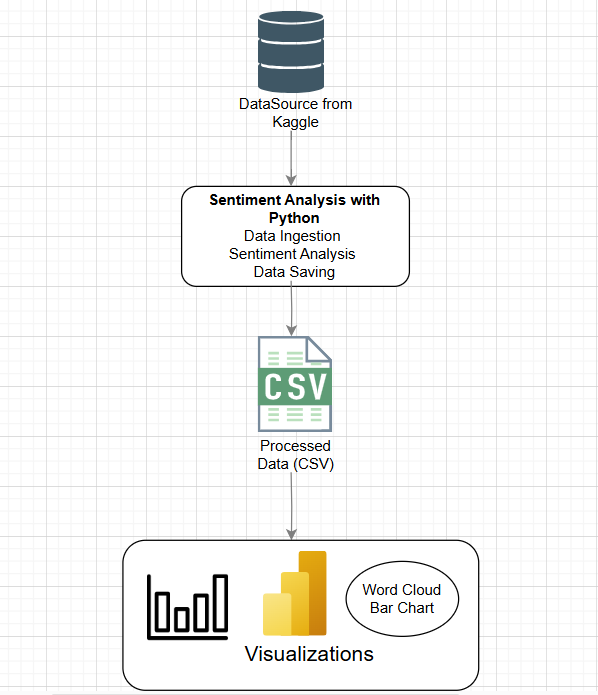 DataSource from
Kaggle
Sentiment Analysis with
Python
Data Ingestion
Sentiment Analysis
Data Saving
CSV
Processed
Data (CSV)
Word Cloud
Bar Chart
Visualizations